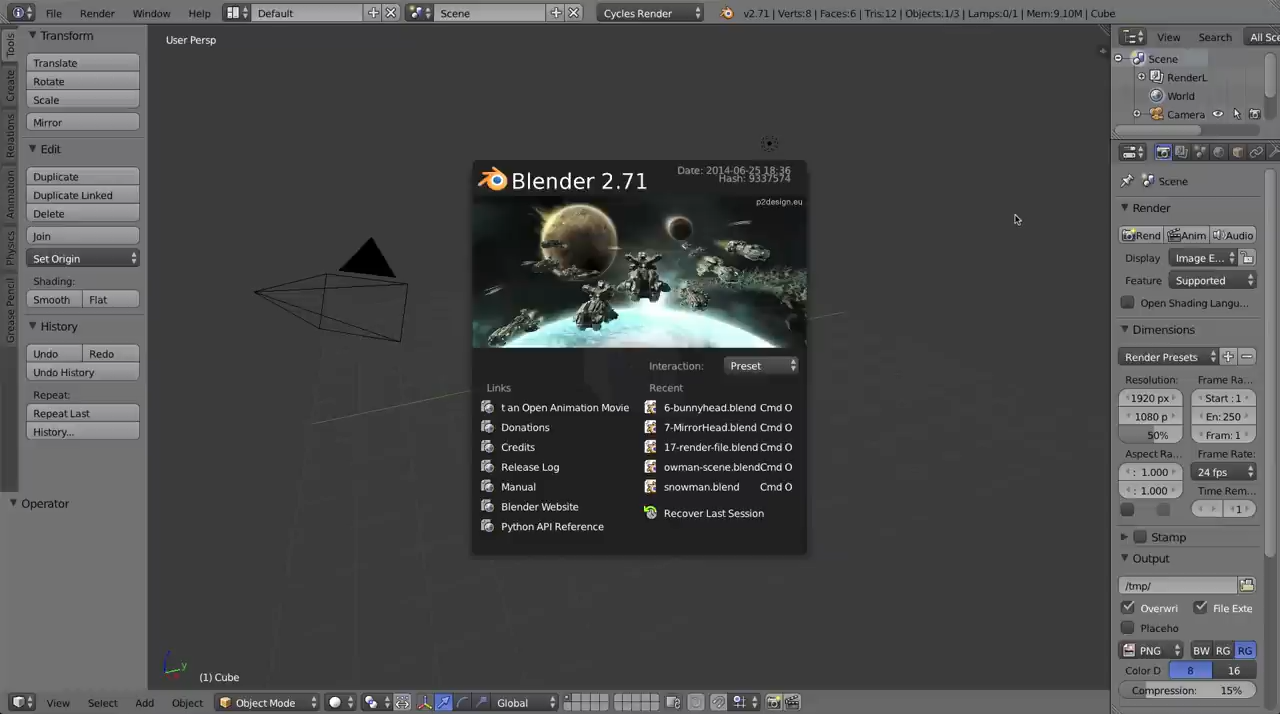 File Render Window Help Default Scene Cycles Render v2.71 | Verts:8 | Faces:6 | Tris:12 | Objects:1/3 | Lamps:0/1 | Mem:9.10M | Cube
Tools
Create
Relations
Animation
Physics
Grease Pencil
Transform
Translate
Rotate
Scale
Mirror
Edit
Duplicate
Duplicate Linked
Delete
Join
Set Origin
Shading:
Smooth Flat
History
Undo Redo
Undo History
Repeat:
Repeat Last
History...
Operator
User Persp
Blender 2.71
Date: 2014-06-25 18:36
Hash: 9337574
p2design.eu
Interaction: Preset
Links
t an Open Animation Movie
Donations
Credits
Release Log
Manual
Blender Website
Python API Reference
Recent
6-bunnyhead.blend Cmd O
7-MirrorHead.blend Cmd O
17-render-file.blend Cmd O
owman-scene.blend Cmd O
snowman.blend Cmd O
Recover Last Session
z y
(1) Cube
View Select Add Object Object Mode Global
View Search All Sce
Scene
RenderL
World
Camera
Scene
Render
Rend Anim Audio
Display Image E...
Feature Supported
Open Shading Langu...
Dimensions
Render Presets
Resolution: Frame Ra...
1920 px Start : 1
1080 p En: 250
50% Fram: 1
Aspect Ra... Frame Rate:
: 1.000 24 fps
: 1.000 Time Rem...
1
Stamp
Output
/tmp/
Overwri File Exte
Placeho
PNG BW RG RG
Color D 8 16
Compression: 15%